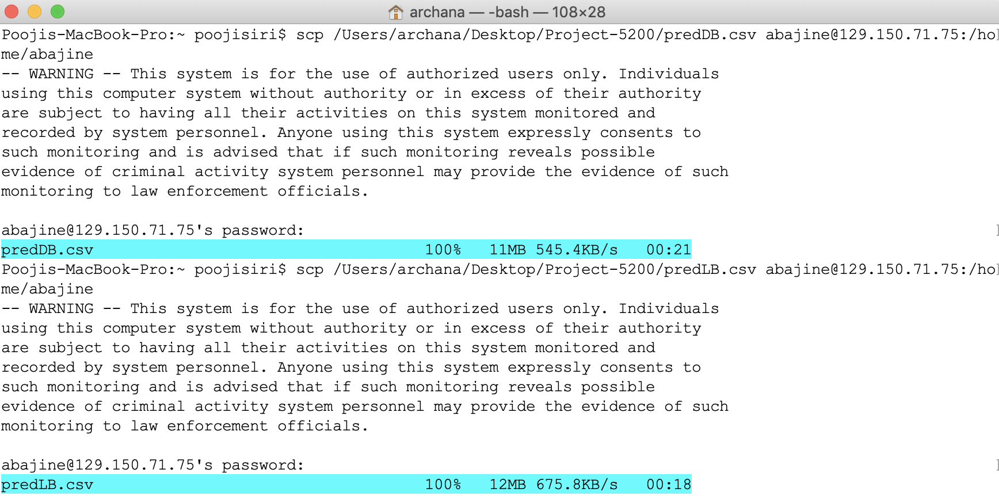 archana — -bash — 108×28
Poojis-MacBook-Pro:~ poojisiri$ scp /Users/archana/Desktop/Project-5200/predDB.csv abajine@129.150.71.75:/ho
me/abajine
-- WARNING -- This system is for the use of authorized users only. Individuals
using this computer system without authority or in excess of their authority
are subject to having all their activities on this system monitored and
recorded by system personnel. Anyone using this system expressly consents to
such monitoring and is advised that if such monitoring reveals possible
evidence of criminal activity system personnel may provide the evidence of such
monitoring to law enforcement officials.

abajine@129.150.71.75's password:
predDB.csv                                    100%   11MB 545.4KB/s   00:21
Poojis-MacBook-Pro:~ poojisiri$ scp /Users/archana/Desktop/Project-5200/predLB.csv abajine@129.150.71.75:/ho
me/abajine
-- WARNING -- This system is for the use of authorized users only. Individuals
using this computer system without authority or in excess of their authority
are subject to having all their activities on this system monitored and
recorded by system personnel. Anyone using this system expressly consents to
such monitoring and is advised that if such monitoring reveals possible
evidence of criminal activity system personnel may provide the evidence of such
monitoring to law enforcement officials.

abajine@129.150.71.75's password:
predLB.csv                                    100%   12MB 675.8KB/s   00:18